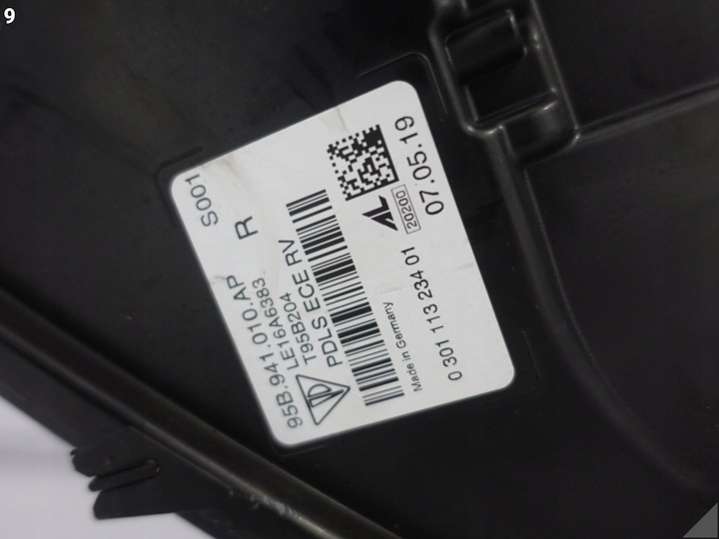 9
S001
R
95B.941.010.AP
LE16A6383
T95B204
PDLS ECE RV
AL
20200
07.05.19
Made in Germany
0 301 113 234 01